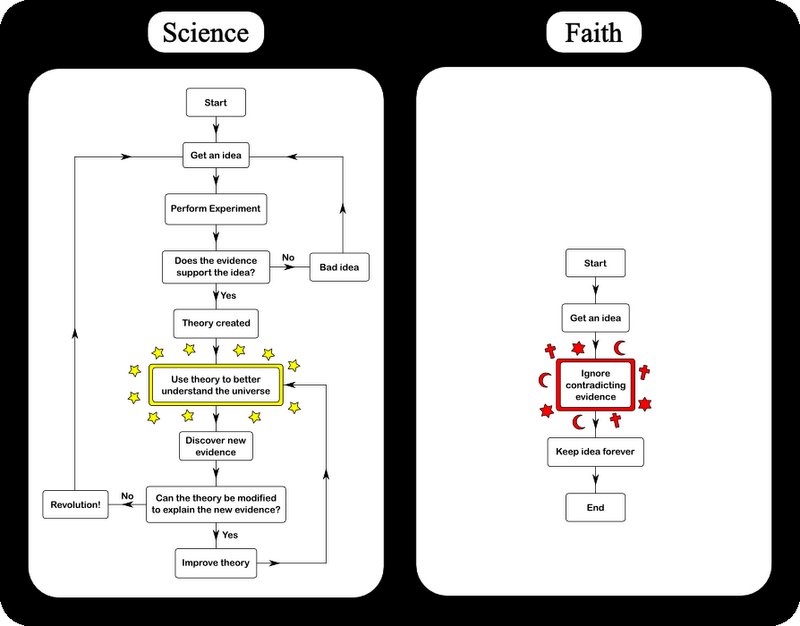 Science
Start
Get an idea
Perform Experiment
Does the evidence
support the idea?
No
Bad idea
Yes
Theory created
Use theory to better
understand the universe
Discover new
evidence
Can the theory be modified
to explain the new evidence?
No
Revolution!
Yes
Improve theory
Faith
Start
Get an idea
Ignore
contradicting
evidence
Keep idea forever
End